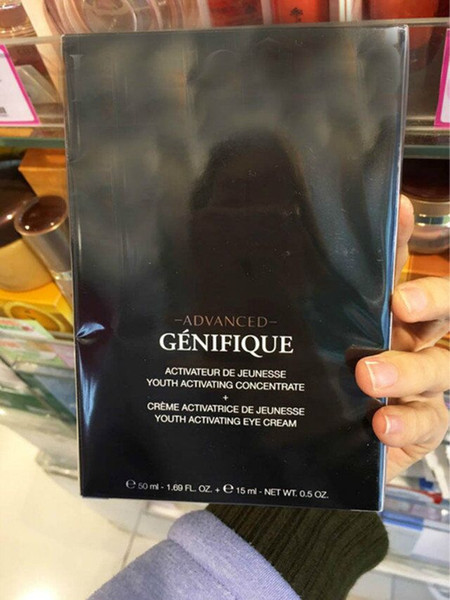 -ADVANCED-
GÉNIFIQUE
ACTIVATEUR DE JEUNESSE
YOUTH ACTIVATING CONCENTRATE
+
CRÈME ACTIVATRICE DE JEUNESSE
YOUTH ACTIVATING EYE CREAM
℮ 50 ml - 1.69 FL. OZ. + ℮ 15 ml - NET WT. 0.5 OZ.